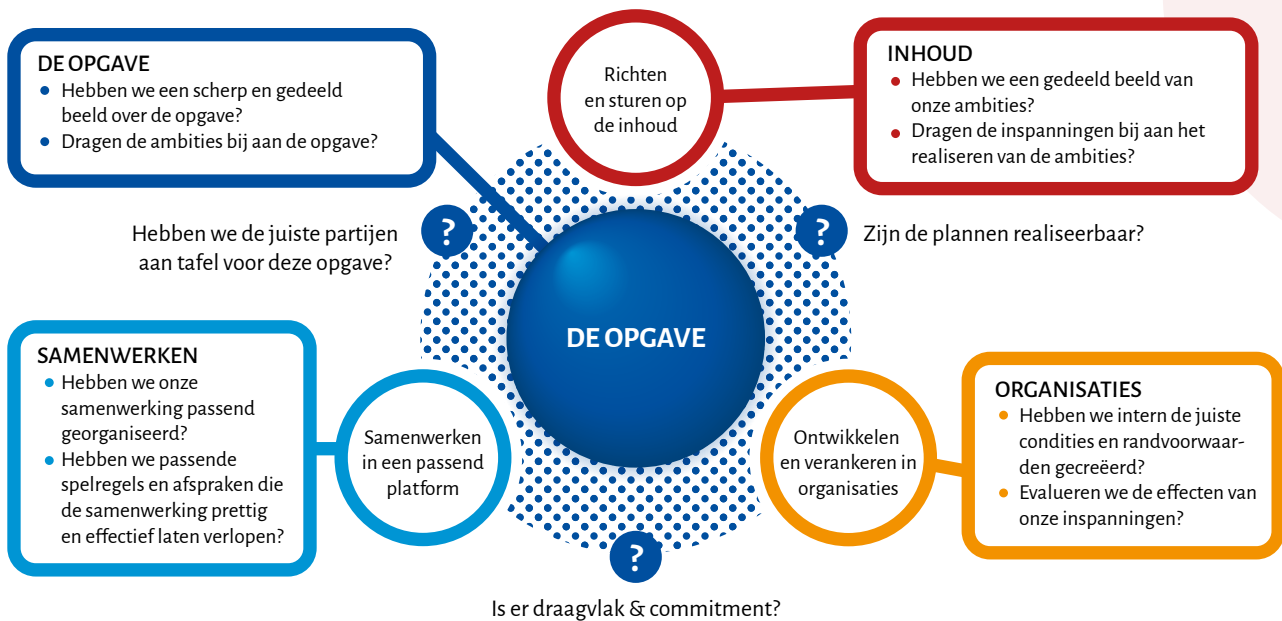 DE OPGAVE
Hebben we een scherp en gedeeld
beeld over de opgave?
Dragen de ambities bij aan de opgave?
Richten
en sturen op
de inhoud
INHOUD
Hebben we een gedeeld beeld van
onze ambities?
Dragen de inspanningen bij aan het
realiseren van de ambities?
Hebben we de juiste partijen
aan tafel voor deze opgave?
?
?
Zijn de plannen realiseerbaar?
DE OPGAVE
SAMENWERKEN
Hebben we onze
samenwerking passend
georganiseerd?
Hebben we passende
spelregels en afspraken die
de samenwerking prettig
en effectief laten verlopen?
Samenwerken
in een passend
platform
Ontwikkelen
en verankeren in
organisaties
ORGANISATIES
Hebben we intern de juiste
condities en randvoorwaar-
den gecreëerd?
Evalueren we de effecten van
onze inspanningen?
?
Is er draagvlak & commitment?